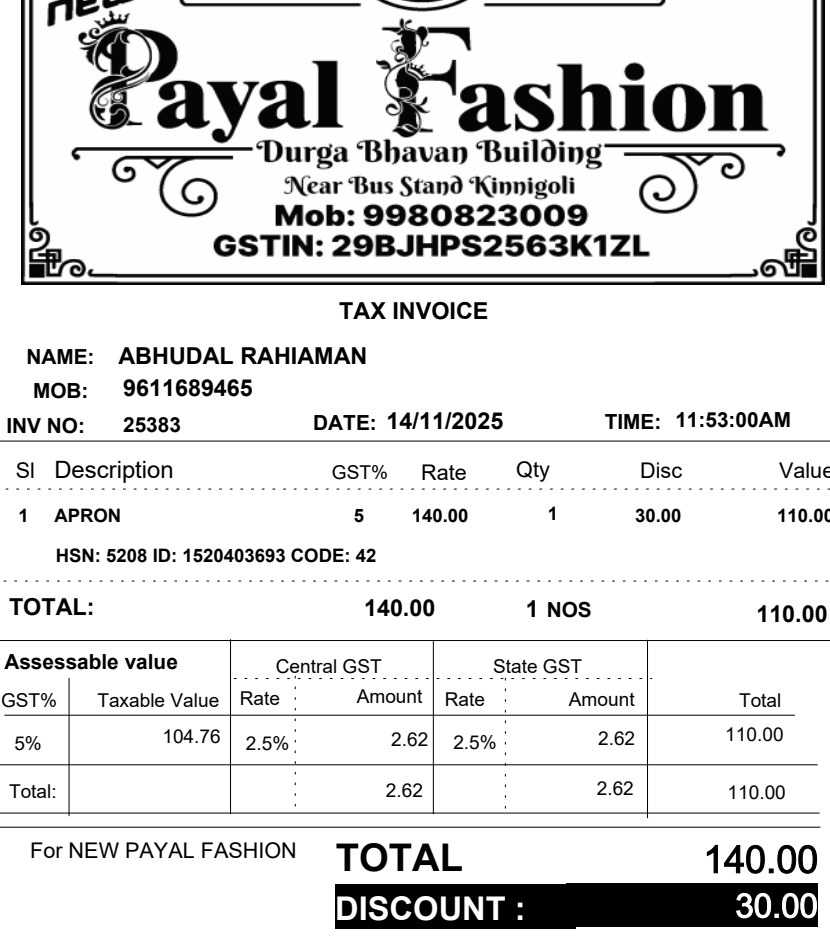 new
Payal Fashion
Durga Bhavan Building
Near Bus Stand Kinnigoli
Mob: 9980823009
GSTIN: 29BJHPS2563K1ZL
TAX INVOICE
NAME: ABHUDAL RAHIAMAN
MOB: 9611689465
INV NO: 25383 DATE: 14/11/2025 TIME: 11:53:00AM
Sl Description GST% Rate Qty Disc Value
1 APRON 5 140.00 1 30.00 110.00
HSN: 5208 ID: 1520403693 CODE: 42
TOTAL: 140.00 1 NOS 110.00
Assessable value Central GST State GST
GST% Taxable Value Rate Amount Rate Amount Total
5% 104.76 2.5% 2.62 2.5% 2.62 110.00
Total: 2.62 2.62 110.00
For NEW PAYAL FASHION TOTAL 140.00
DISCOUNT : 30.00